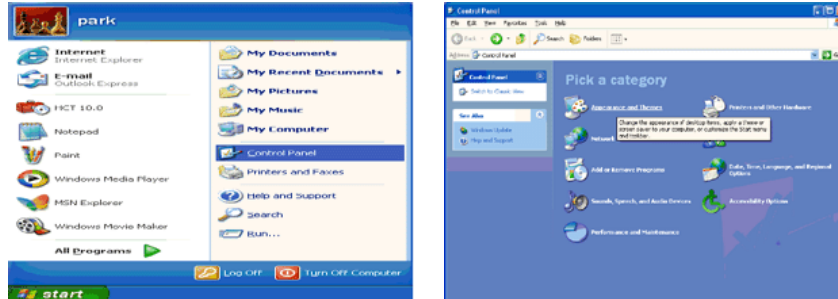 park
Internet
Internet Explorer
E-mail
Outlook Express
HCT 10.0
Notepad
Paint
Windows Media Player
MSN Explorer
Windows Movie Maker
All Programs
My Documents
My Recent Documents
My Pictures
My Music
My Computer
Control Panel
Printers and Faxes
Help and Support
Search
Run...
Log Off
Turn Off Computer
start
Control Panel
File Edit View Favorites Tools Help
Back Search Folders
Address Control Panel Go
Control Panel
Switch to Classic View
See Also
Windows Update
Help and Support
Pick a category
Appearance and Themes
Printers and Other Hardware
Change the appearance of desktop items, apply a theme or
screen saver to your computer, or customize the Start menu
and taskbar.
Network
Add or Remove Programs
Date, Time, Language, and Regional
Options
Sounds, Speech, and Audio Devices
Accessibility Options
Performance and Maintenance